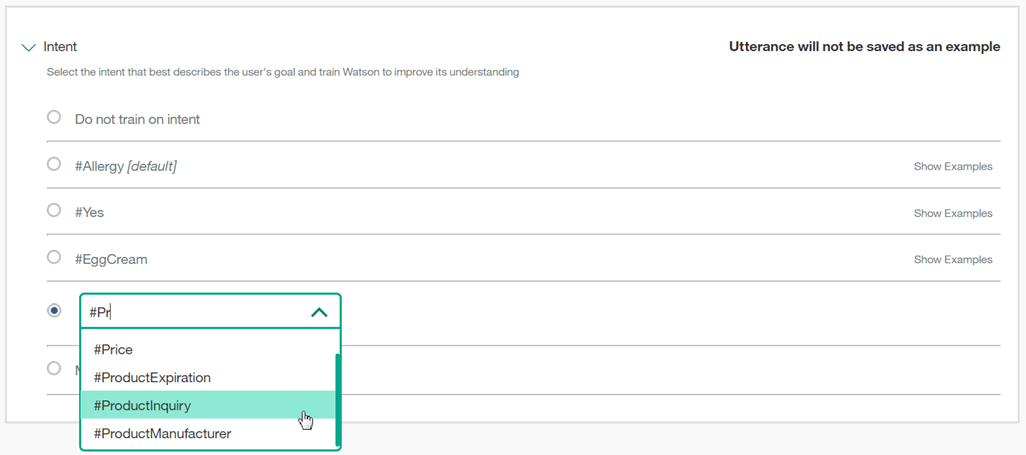 Intent
Utterance will not be saved as an example
Select the intent that best describes the user's goal and train Watson to improve its understanding
Do not train on intent
#Allergy [default]
Show Examples
#Yes
Show Examples
#EggCream
Show Examples
#Pr
#Price
#ProductExpiration
#ProductInquiry
#ProductManufacturer